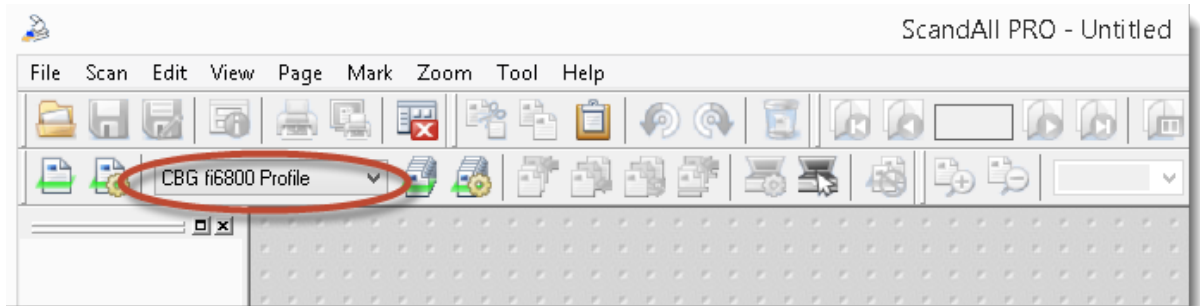 ScandAll PRO - Untitled
File Scan Edit View Page Mark Zoom Tool Help
CBG fi6800 Profile